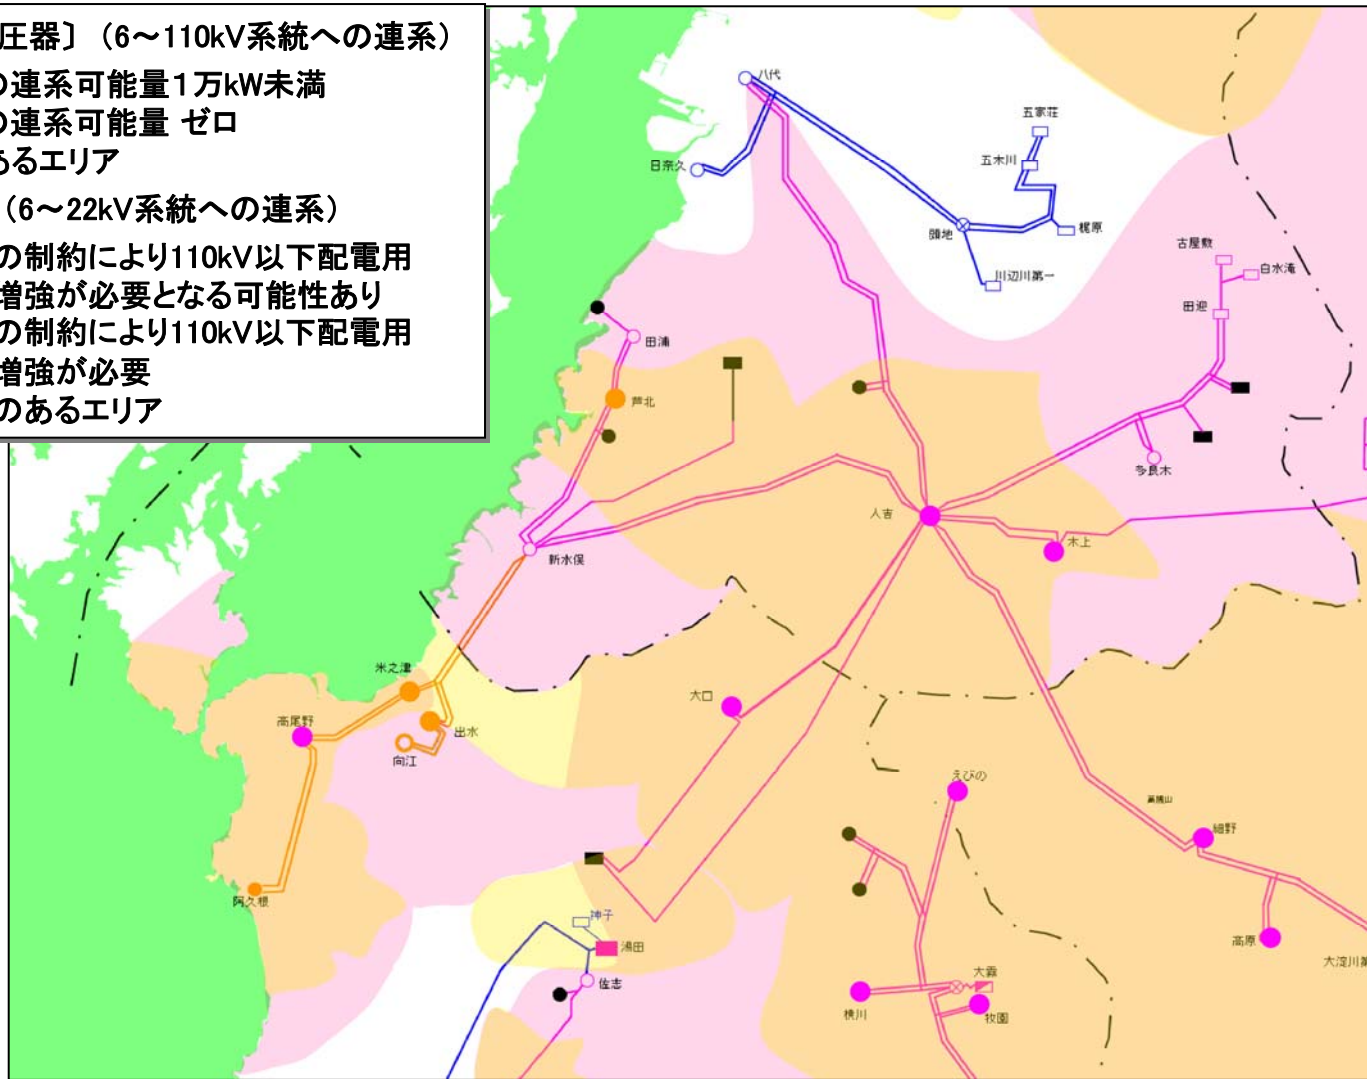 圧器〕（6～110kV系統への連系）
の連系可能量１万kW未満
の連系可能量 ゼロ
あるエリア
（6～22kV系統への連系）
の制約により110kV以下配電用
増強が必要となる可能性あり
の制約により110kV以下配電用
増強が必要
のあるエリア
八代
五家荘
日奈久
五木川
頭地
梶原
川辺川第一
古屋敷
白水滝
田迎
田浦
芦北
多良木
人吉
木上
新水俣
米之津
大口
高尾野
出水
向江
えびの
細野
阿久根
神子
鴻田
佐志
高原
大淀川第
大霧
横川
牧園